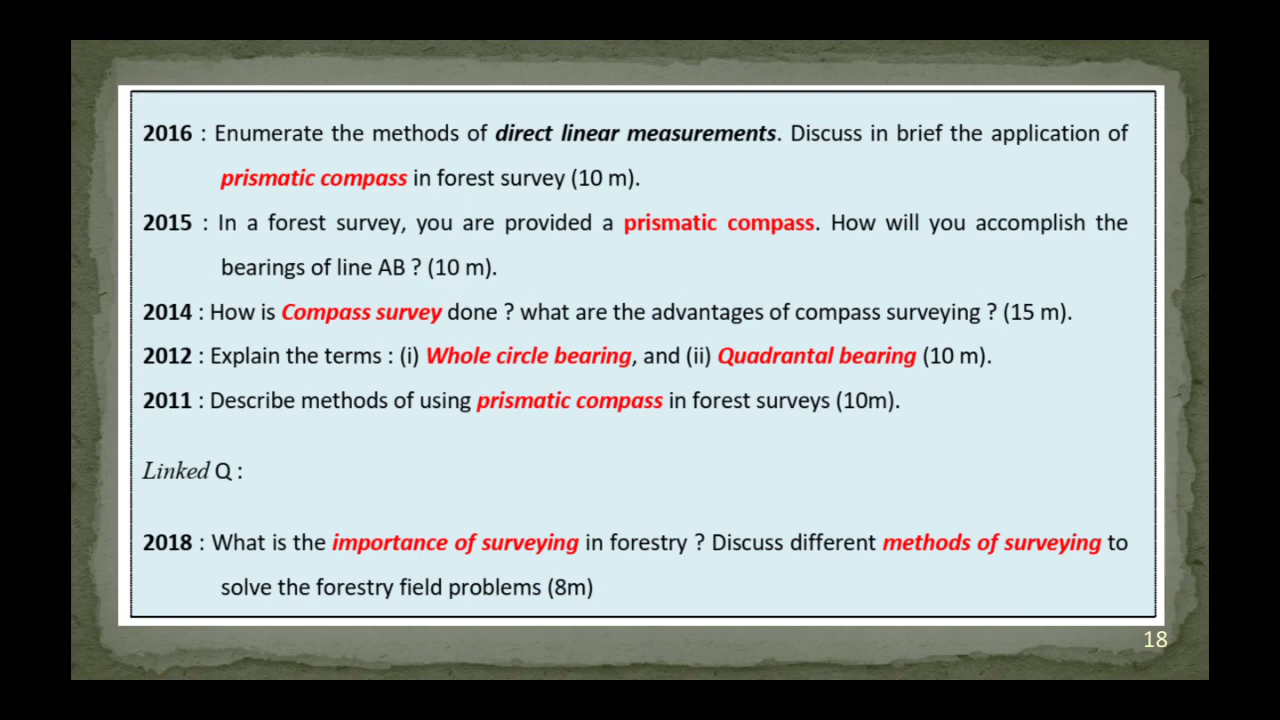 2016 : Enumerate the methods of direct linear measurements. Discuss in brief the application of
prismatic compass in forest survey (10 m).
2015 : In a forest survey, you are provided a prismatic compass. How will you accomplish the
bearings of line AB ? (10 m).
2014 : How is Compass survey done ? what are the advantages of compass surveying ? (15 m).
2012 : Explain the terms : (i) Whole circle bearing, and (ii) Quadrantal bearing (10 m).
2011 : Describe methods of using prismatic compass in forest surveys (10m).
Linked Q :
2018 : What is the importance of surveying in forestry ? Discuss different methods of surveying to
solve the forestry field problems (8m)
18